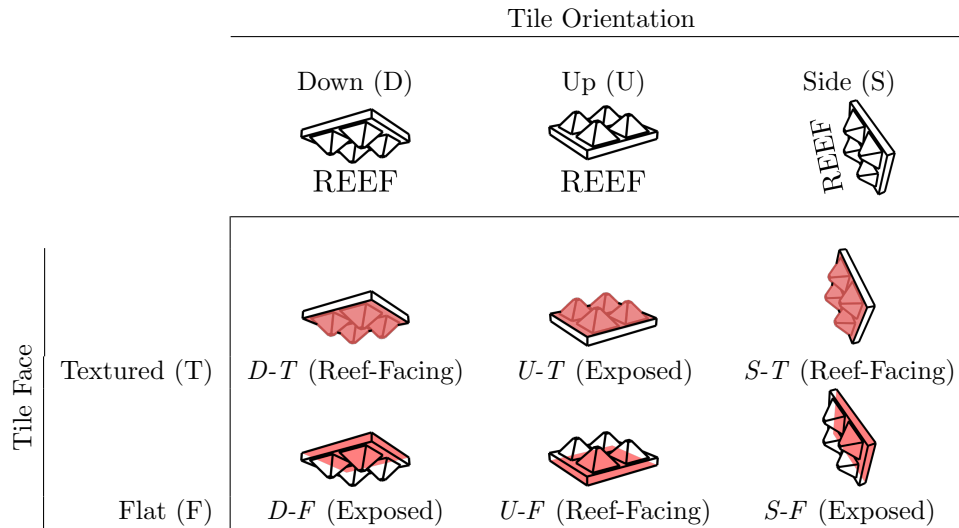 Tile Orientation
Down (D) Up (U) Side (S)
REEF REEF REEF
Tile Face
Textured (T) D-T (Reef-Facing) U-T (Exposed) S-T (Reef-Facing)
Flat (F) D-F (Exposed) U-F (Reef-Facing) S-F (Exposed)